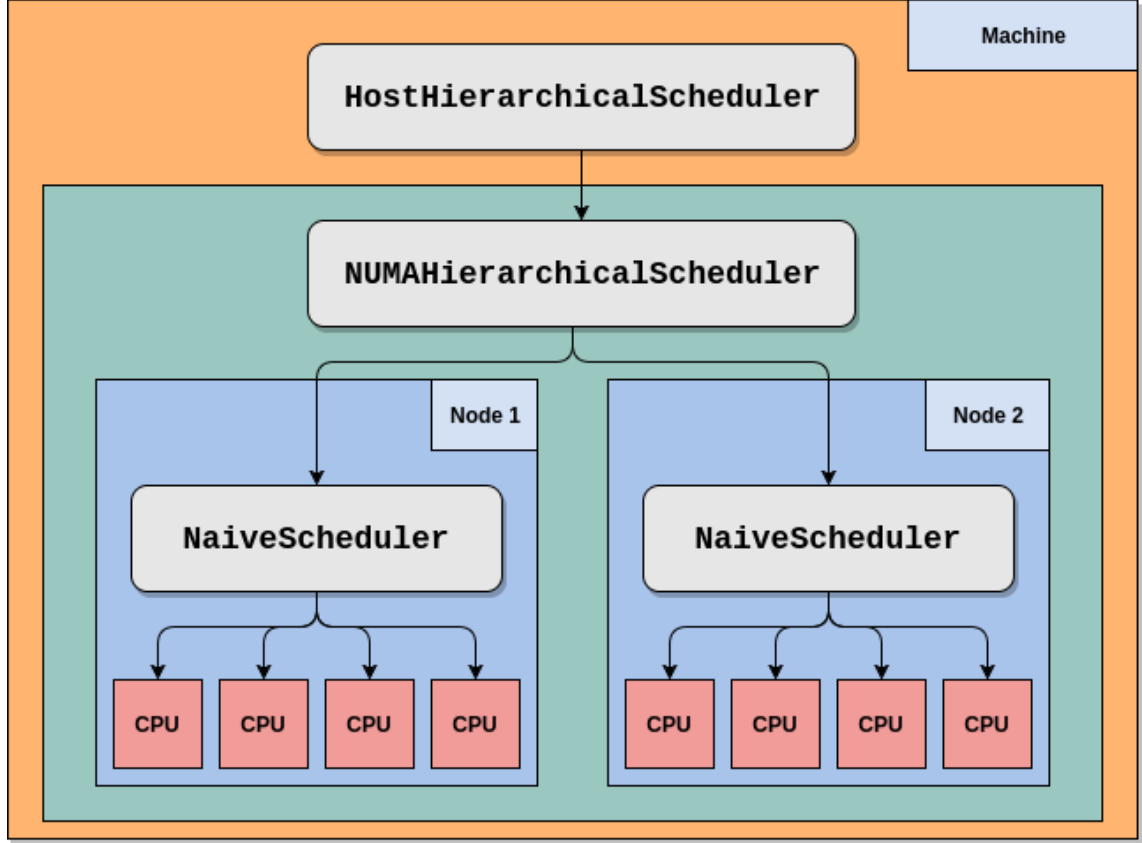 Machine
HostHierarchicalScheduler
NUMAHierarchicalScheduler
Node 1
Node 2
NaiveScheduler
NaiveScheduler
CPU
CPU
CPU
CPU
CPU
CPU
CPU
CPU